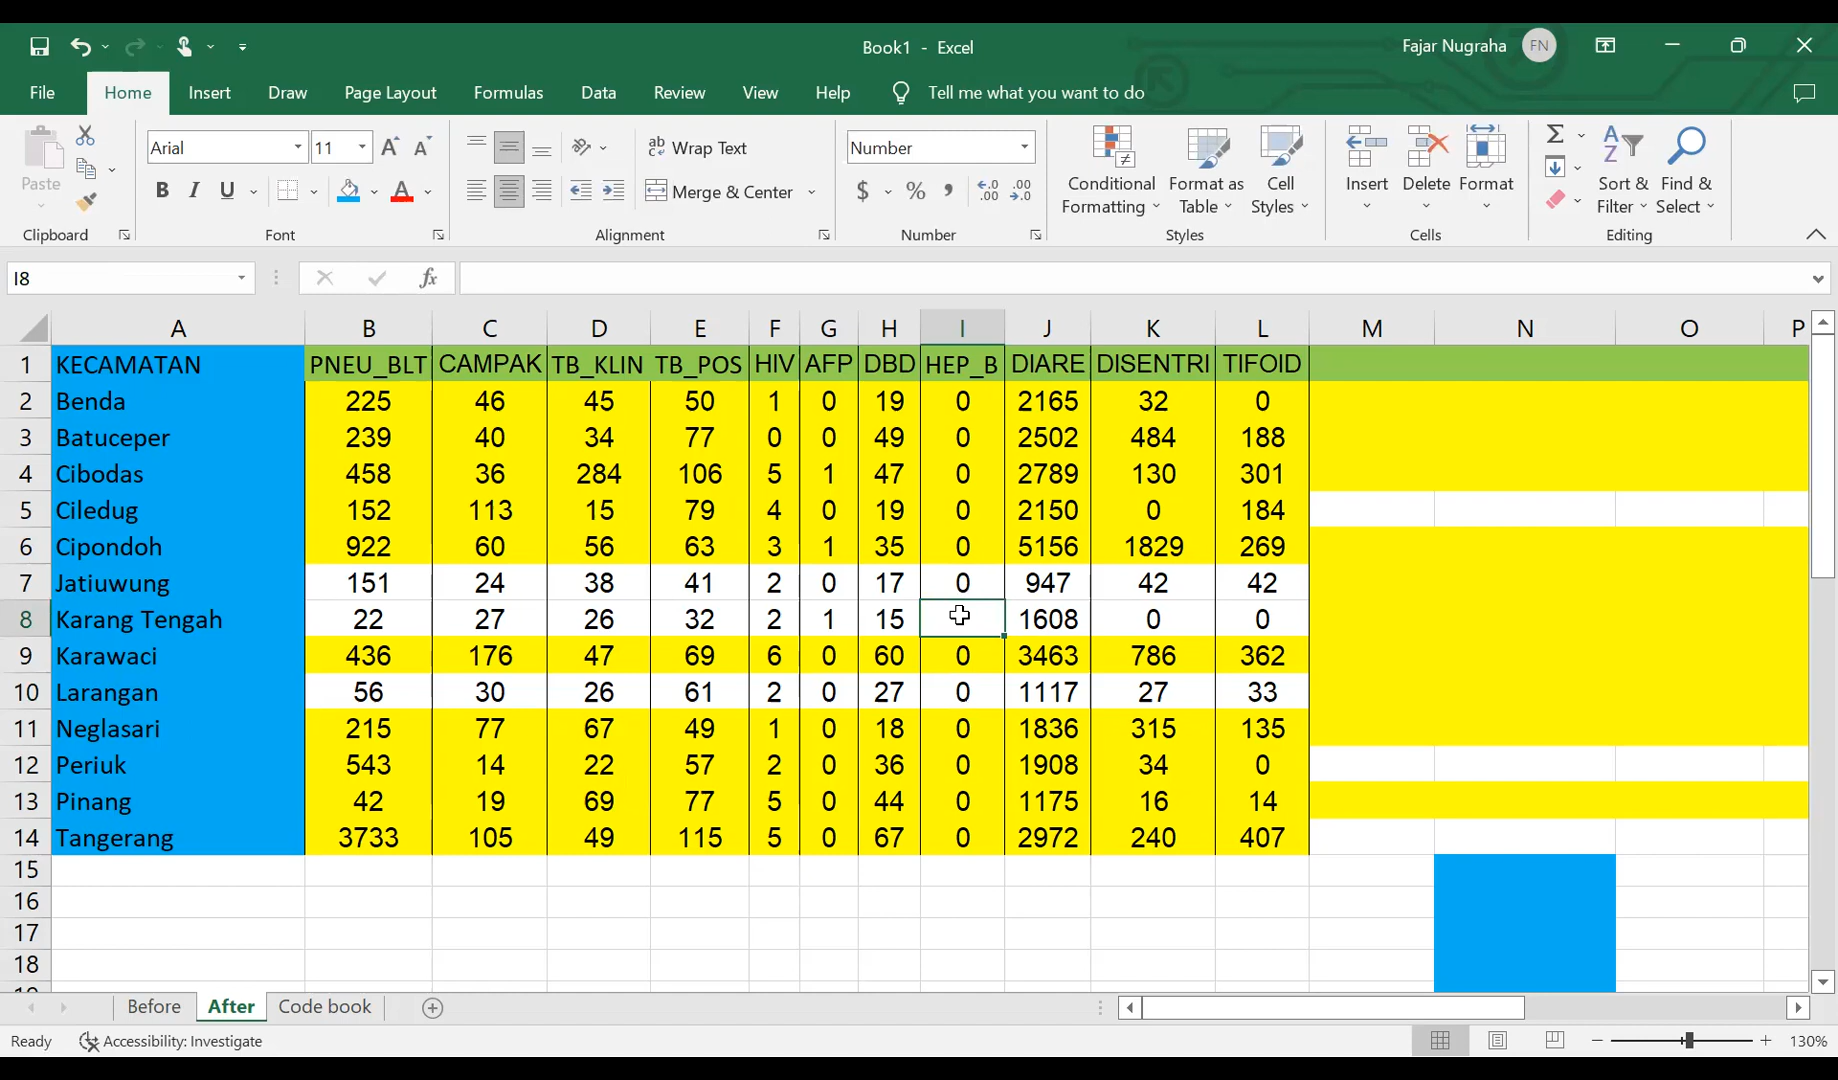 Book1 - Excel
Fajar Nugraha FN
File Home Insert Draw Page Layout Formulas Data Review View Help Tell me what you want to do
Paste
Clipboard
Arial 11
B I U A
Font
ab Wrap Text
Merge & Center
Alignment
Number
$ % , .00
Number
Conditional Formatting
Format as Table
Cell Styles
Styles
Insert Delete Format
Cells
Sort & Filter
Find & Select
Editing
I8 fx
A B C D E F G H I J K L M N O P
1 KECAMATAN PNEU_BLT CAMPAK TB_KLIN TB_POS HIV AFP DBD HEP_B DIARE DISENTRI TIFOID
2 Benda 225 46 45 50 1 0 19 0 2165 32 0
3 Batuceper 239 40 34 77 0 0 49 0 2502 484 188
4 Cibodas 458 36 284 106 5 1 47 0 2789 130 301
5 Ciledug 152 113 15 79 4 0 19 0 2150 0 184
6 Cipondoh 922 60 56 63 3 1 35 0 5156 1829 269
7 Jatiuwung 151 24 38 41 2 0 17 0 947 42 42
8 Karang Tengah 22 27 26 32 2 1 15 1608 0 0
9 Karawaci 436 176 47 69 6 0 60 0 3463 786 362
10 Larangan 56 30 26 61 2 0 27 0 1117 27 33
11 Neglasari 215 77 67 49 1 0 18 0 1836 315 135
12 Periuk 543 14 22 57 2 0 36 0 1908 34 0
13 Pinang 42 19 69 77 5 0 44 0 1175 16 14
14 Tangerang 3733 105 49 115 5 0 67 0 2972 240 407
15
16
17
18
Before After Code book
Ready Accessibility: Investigate 130%